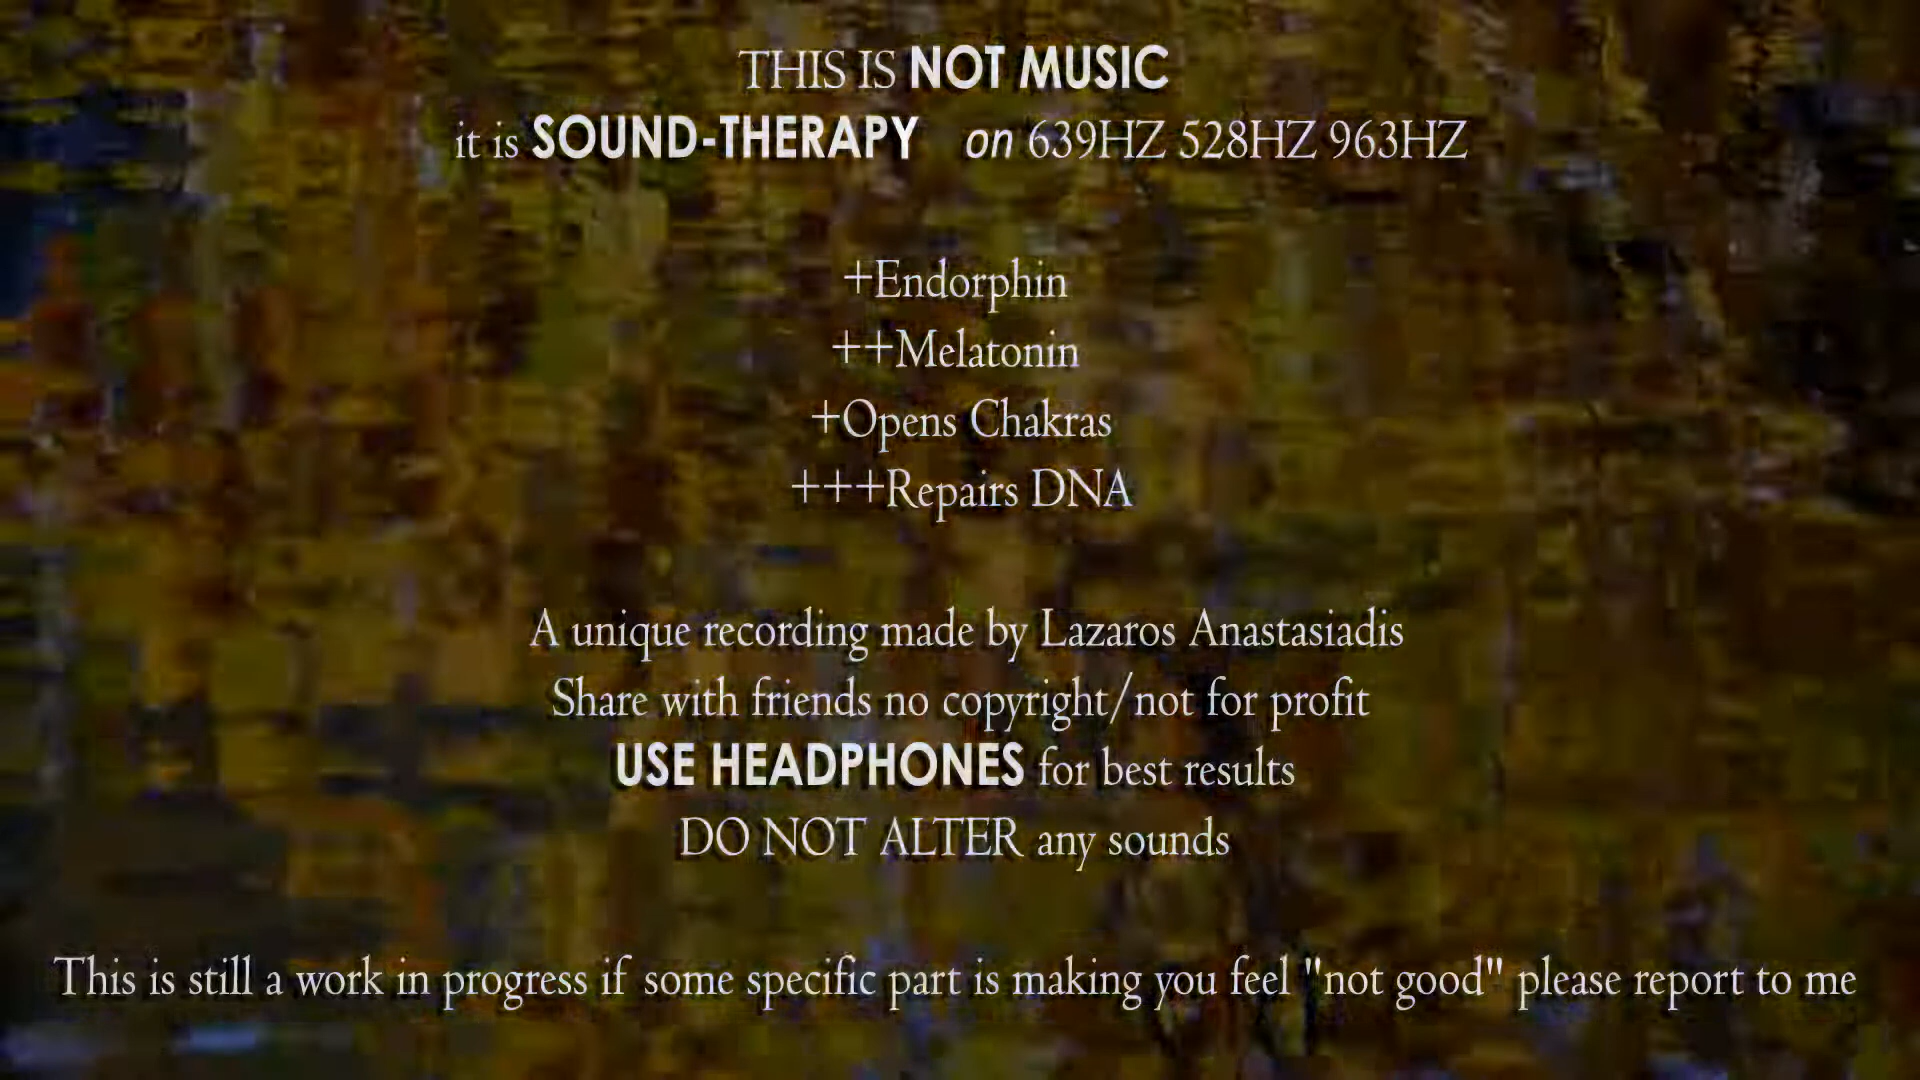 THIS IS NOT MUSIC
it is SOUND-THERAPY on 639HZ 528HZ 963HZ
+Endorphin
++Melatonin
+Opens Chakras
+++Repairs DNA
A unique recording made by Lazaros Anastasiadis
Share with friends no copyright/not for profit
USE HEADPHONES for best results
DO NOT ALTER any sounds
This is still a work in progress if some specific part is making you feel "not good" please report to me